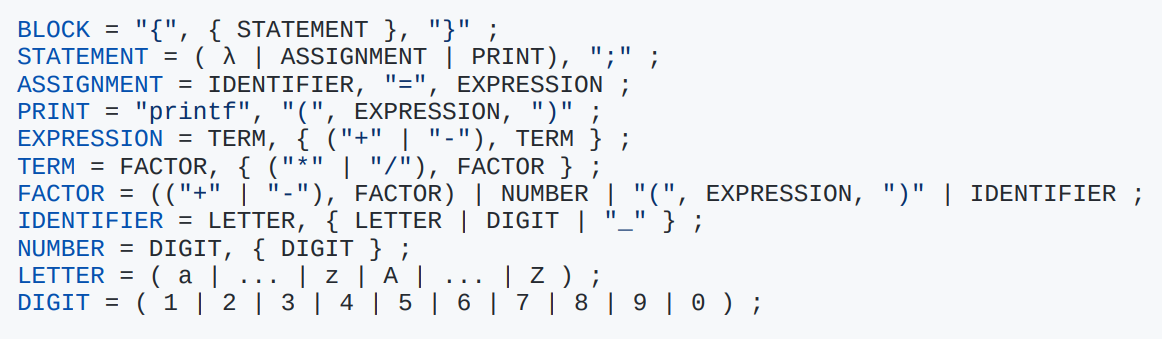 BLOCK = "{", { STATEMENT }, "}" ;
STATEMENT = ( λ | ASSIGNMENT | PRINT), ";" ;
ASSIGNMENT = IDENTIFIER, "=", EXPRESSION ;
PRINT = "printf", "(", EXPRESSION, ")" ;
EXPRESSION = TERM, { ("+" | "-"), TERM } ;
TERM = FACTOR, { ("*" | "/"), FACTOR } ;
FACTOR = (("+" | "-"), FACTOR) | NUMBER | "(", EXPRESSION, ")" | IDENTIFIER ;
IDENTIFIER = LETTER, { LETTER | DIGIT | "_" } ;
NUMBER = DIGIT, { DIGIT } ;
LETTER = ( a | ... | z | A | ... | Z ) ;
DIGIT = ( 1 | 2 | 3 | 4 | 5 | 6 | 7 | 8 | 9 | 0 ) ;